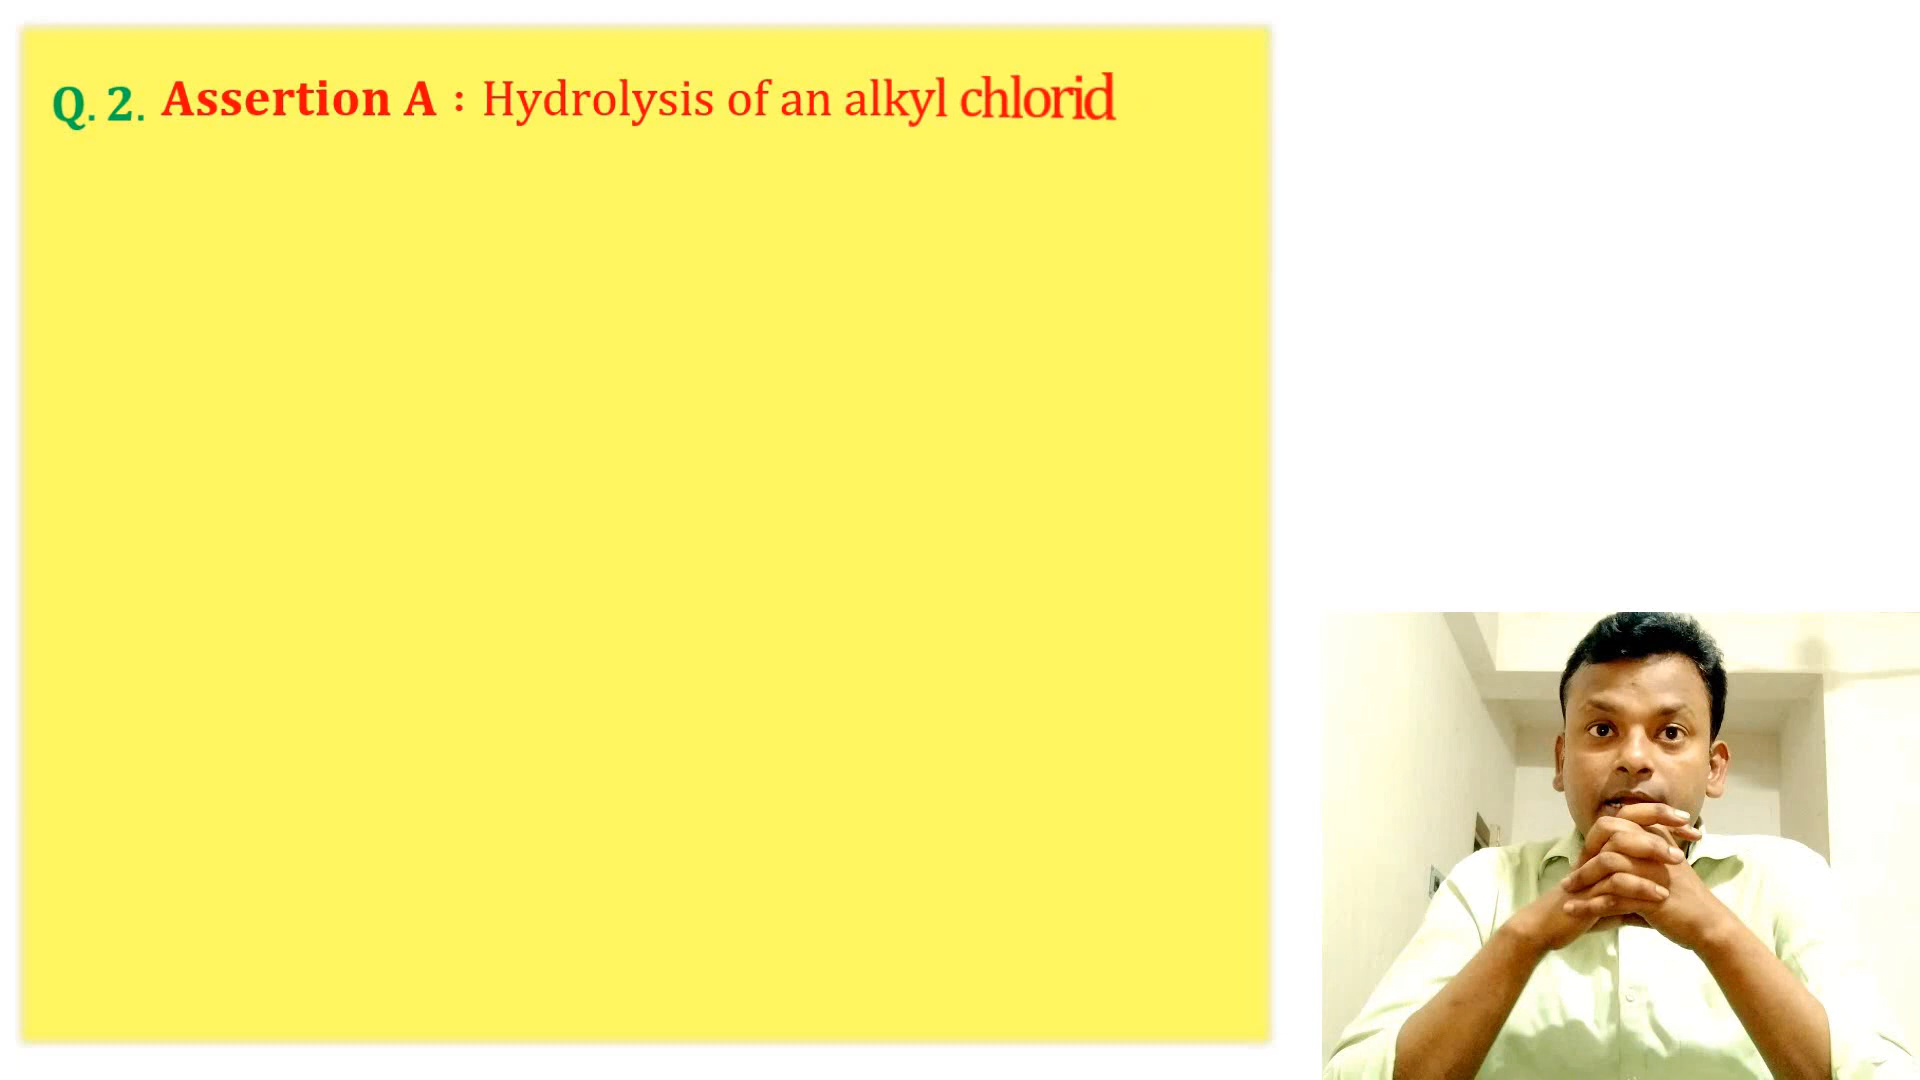 Q. 2. Assertion A : Hydrolysis of an alkyl chlorid